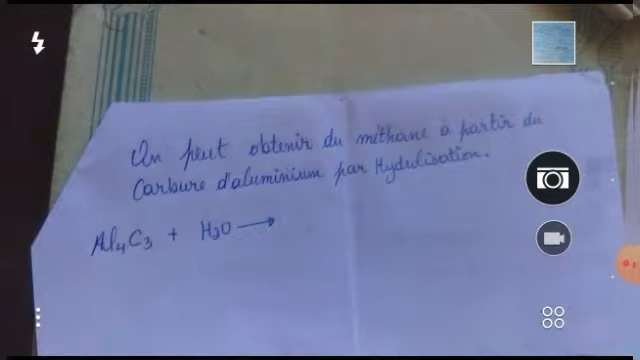 On peut obtenir du méthane à partir du
Carbure d'aluminium par Hydrolisation.
Al₄C₃ + H₂O ⟶